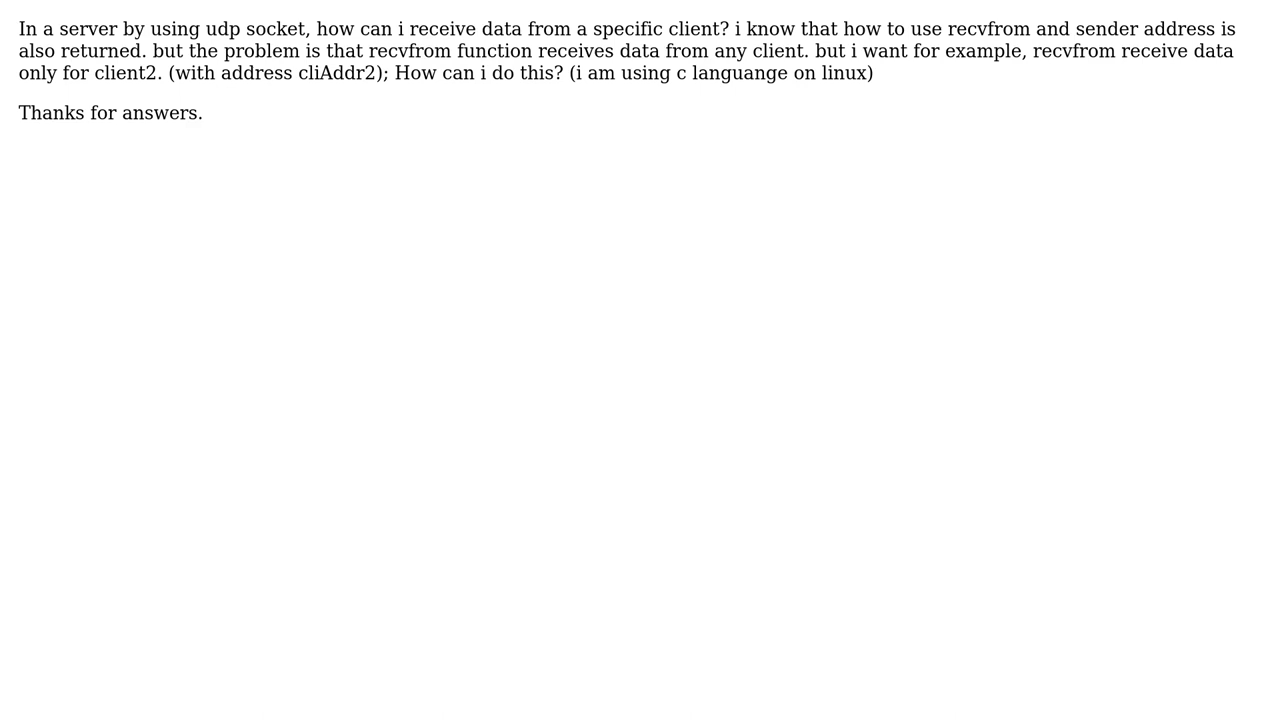 In a server by using udp socket, how can i receive data from a specific client? i know that how to use recvfrom and sender address is
also returned. but the problem is that recvfrom function receives data from any client. but i want for example, recvfrom receive data
only for client2. (with address cliAddr2); How can i do this? (i am using c languange on linux)
Thanks for answers.